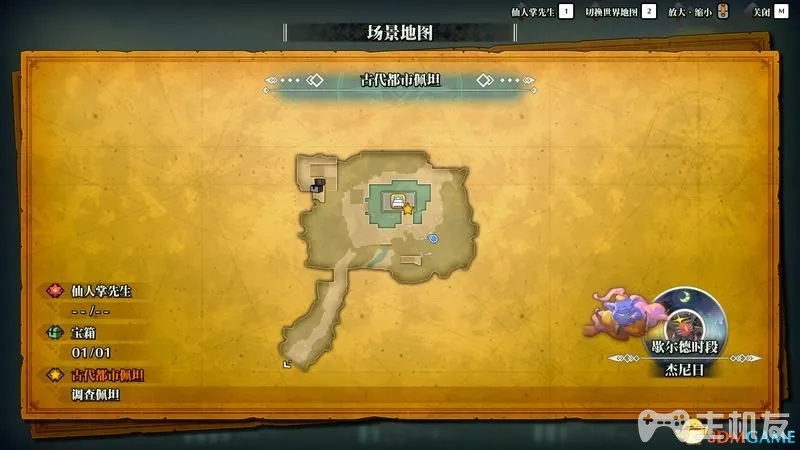 仙人掌先生 1 切换世界地图 2 放大·缩小 关闭 M
场景地图
古代都市佩坦
仙人掌先生
--/--
宝箱
01/01
古代都市佩坦
调查佩坦
歇尔德时段
杰尼日
主机友
3DMGAME